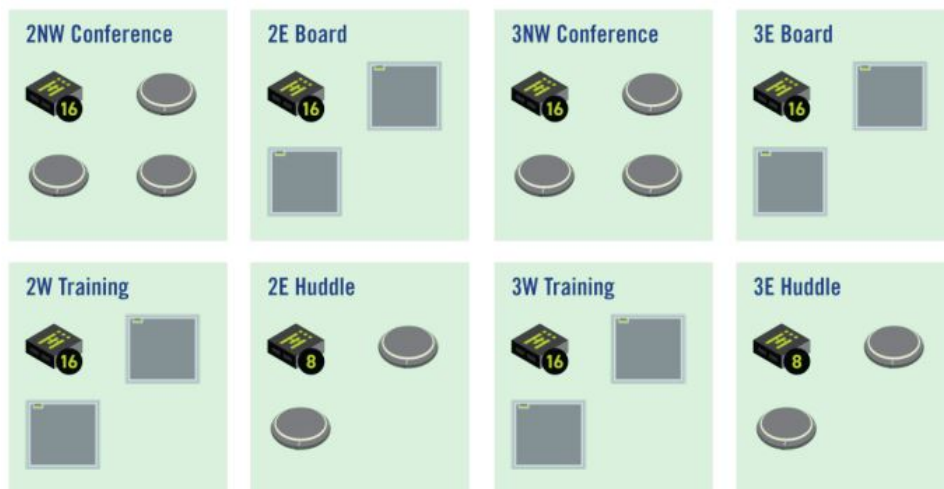 2NW Conference
2E Board
3NW Conference
3E Board
16
16
16
16
2W Training
2E Huddle
3W Training
3E Huddle
16
8
16
8